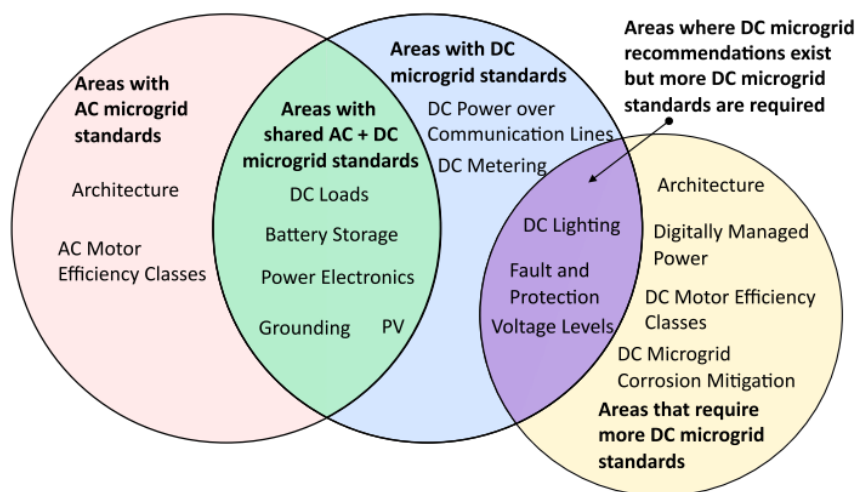 Areas with
AC microgrid
standards
Architecture
AC Motor
Efficiency Classes
Areas with
shared AC + DC
microgrid standards
DC Loads
Battery Storage
Power Electronics
Grounding
PV
Areas with DC
microgrid standards
DC Power over
Communication Lines
DC Metering
Areas where DC microgrid
recommendations exist
but more DC microgrid
standards are required
DC Lighting
Fault and
Protection
Voltage Levels
Architecture
Digitally Managed
Power
DC Motor Efficiency
Classes
DC Microgrid
Corrosion Mitigation
Areas that require
more DC microgrid
standards